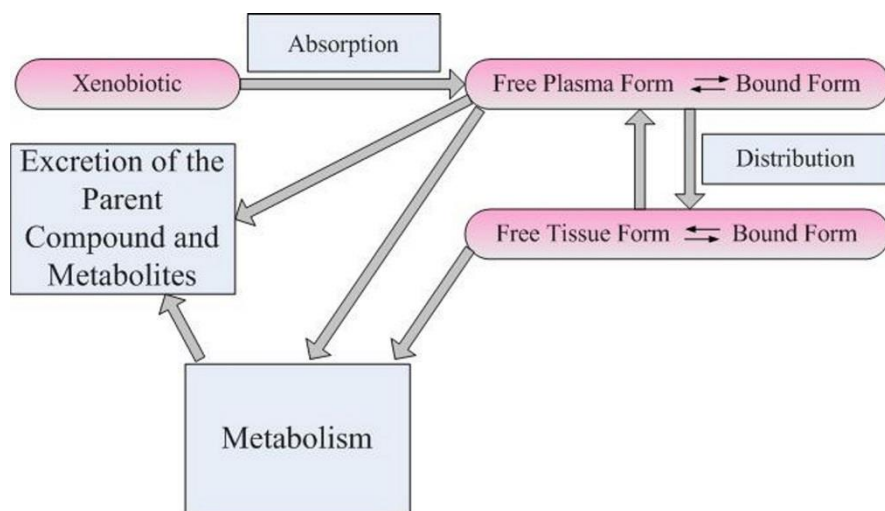 Absorption
Xenobiotic
Free Plasma Form
Bound Form
Excretion of the
Parent
Compound and
Metabolites
Distribution
Free Tissue Form
Bound Form
Metabolism